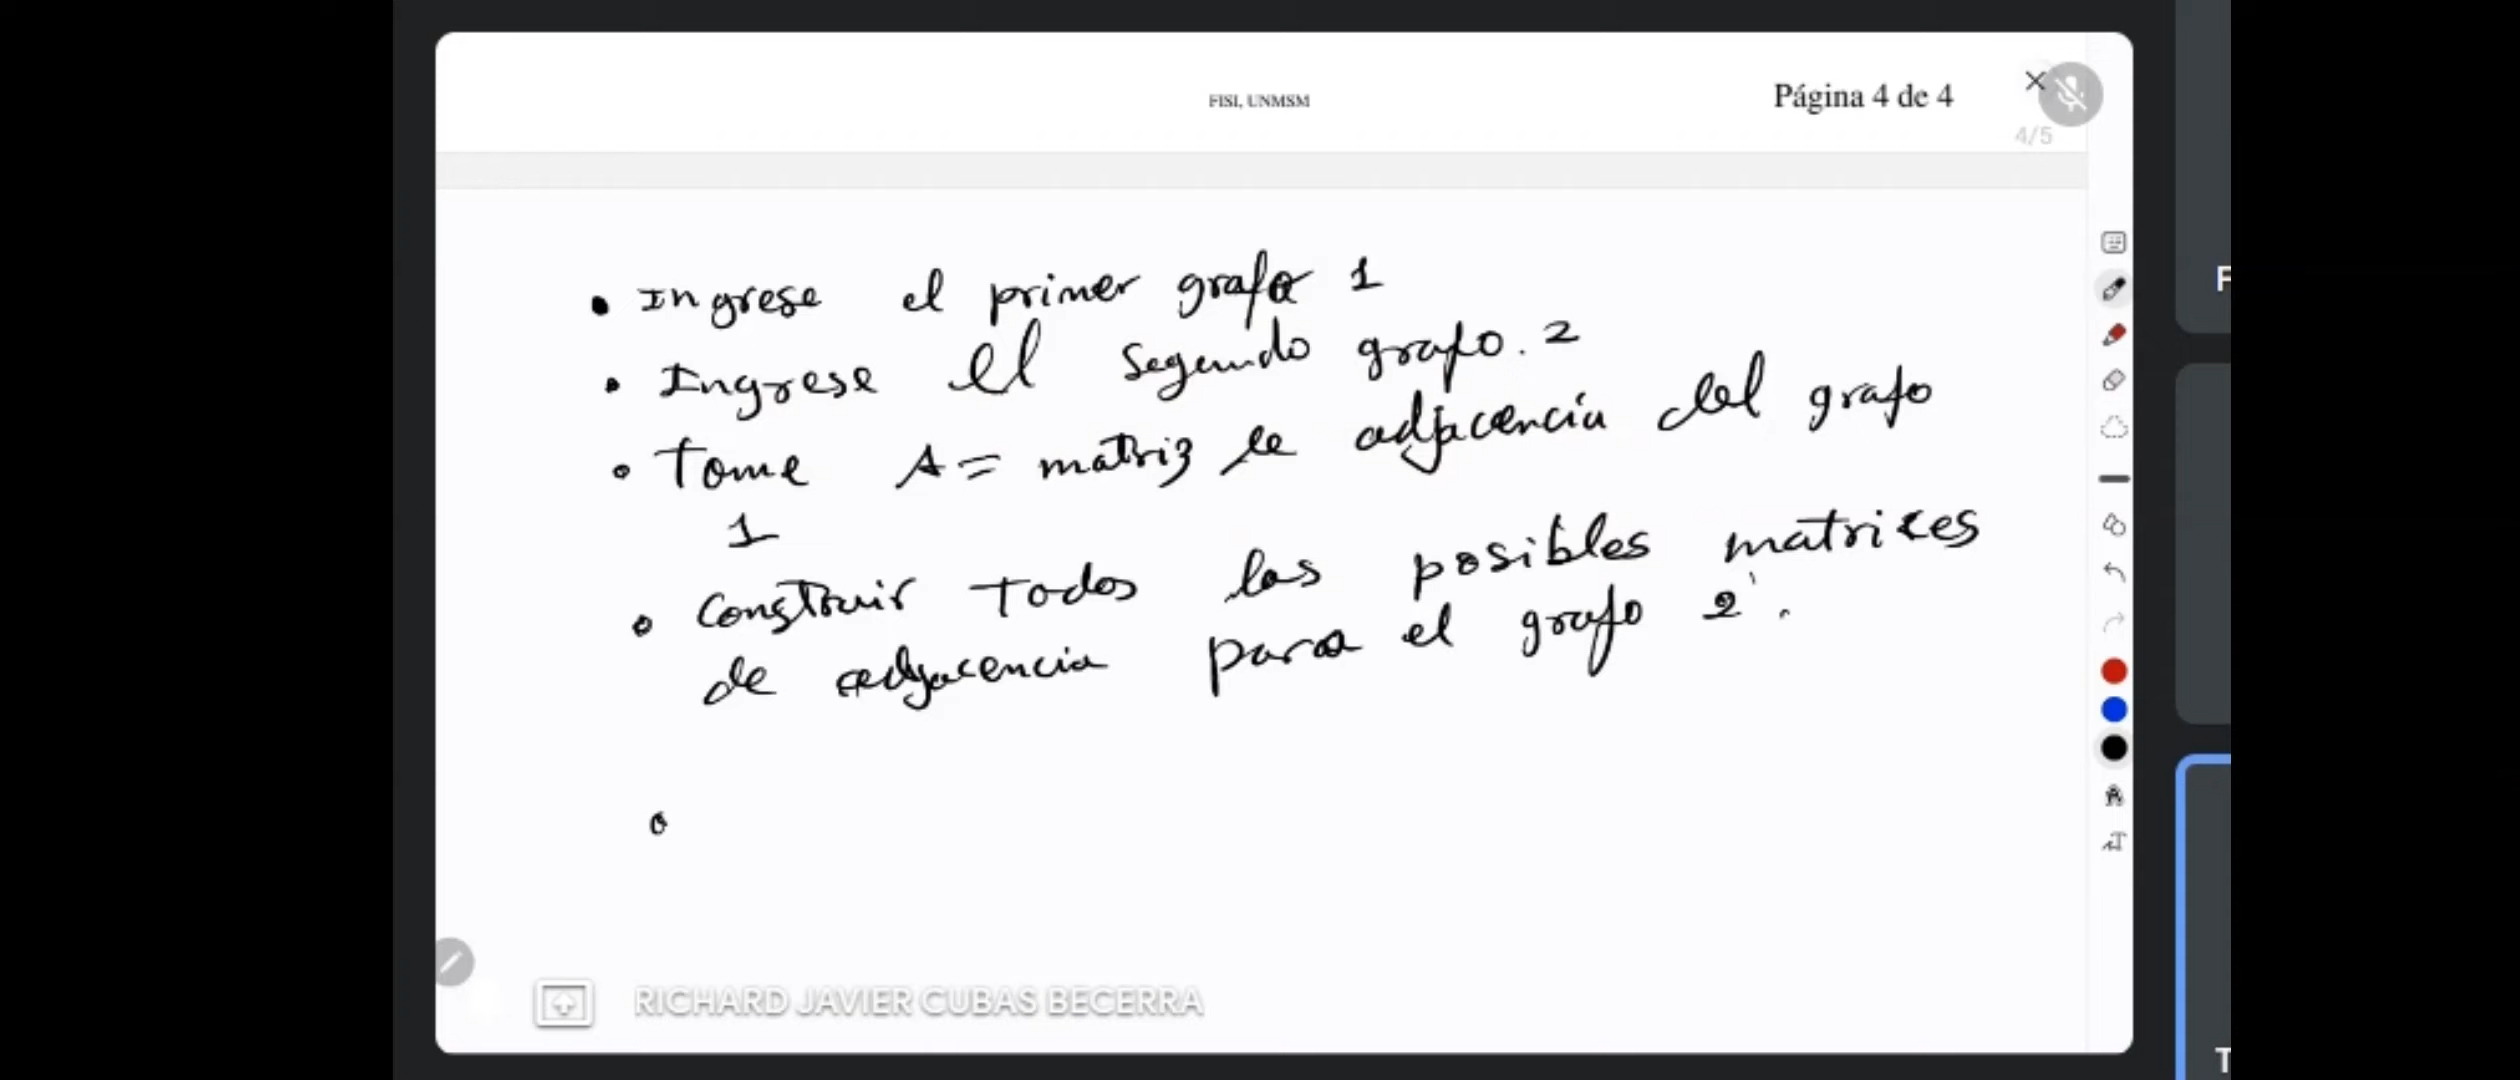 FISI, UNMSM
Página 4 de 4
4/5
• Ingrese el primer grafo 1
• Ingrese el segundo grafo. 2
• Tome A = matriz de adjacencia del grafo
1
• Construir todos las posibles matrices
de adjacencia para el grafo 2.
•
RICHARD JAVIER CUBAS BECERRA
F
T